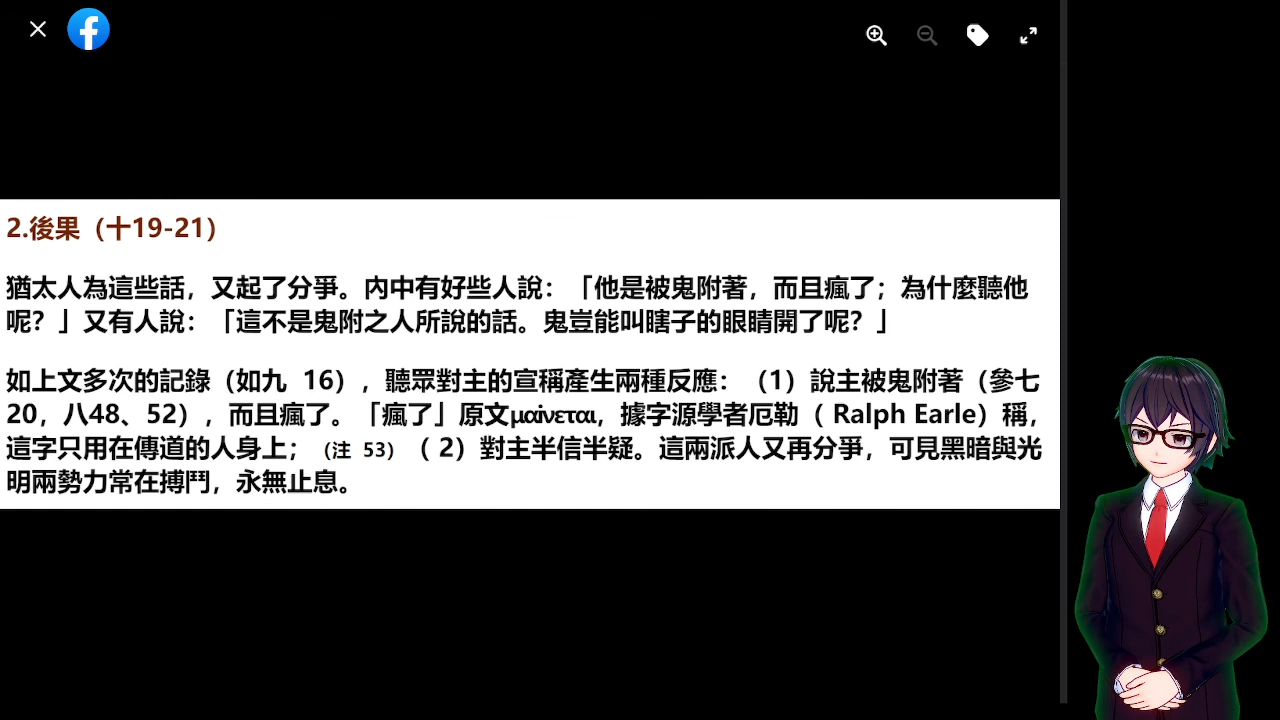 2.後果（十19-21）
猶太人為這些話，又起了分爭。內中有好些人說：「他是被鬼附著，而且瘋了；為什麼聽他
呢？」又有人說：「這不是鬼附之人所說的話。鬼豈能叫瞎子的眼睛開了呢？」
如上文多次的記錄（如九 16），聽眾對主的宣稱產生兩種反應：（1）說主被鬼附著（參七
20，八48、52），而且瘋了。「瘋了」原文μαίνεται，據字源學者厄勒（ Ralph Earle）稱，
這字只用在傳道的人身上；（注 53）（ 2）對主半信半疑。這兩派人又再分爭，可見黑暗與光
明兩勢力常在搏鬥，永無止息。